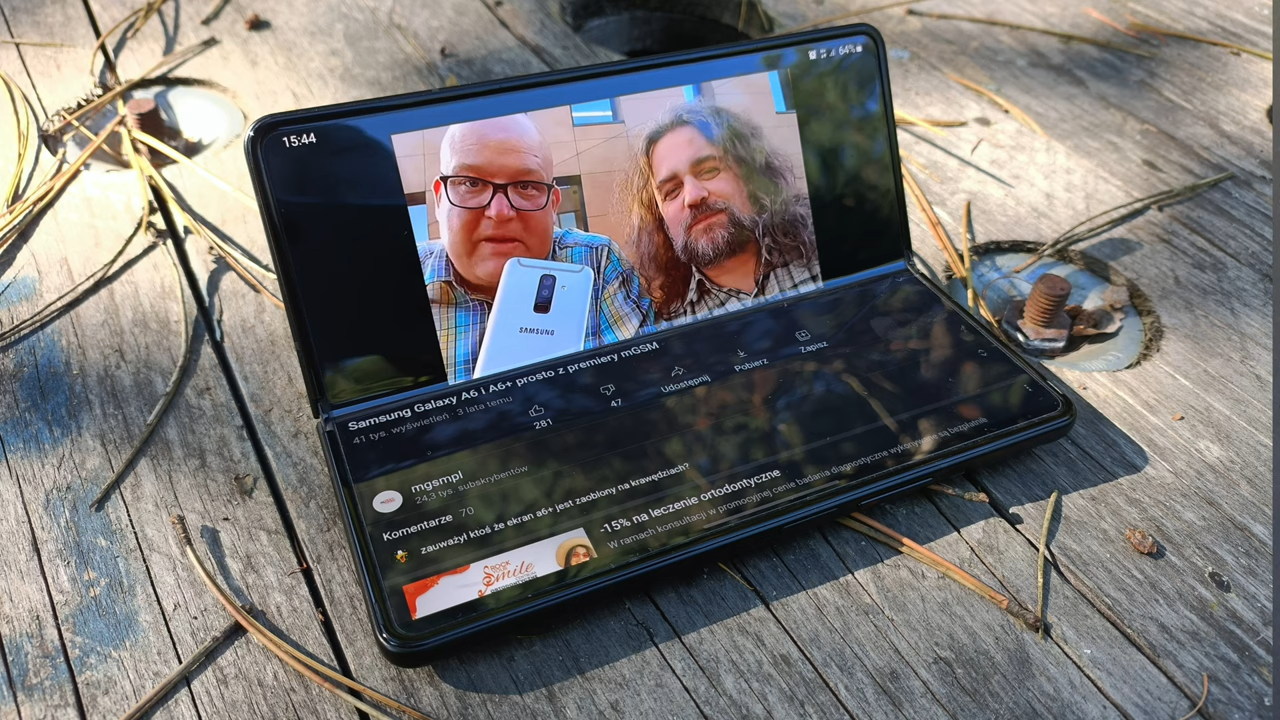 15:44
64%
SAMSUNG
Samsung Galaxy A6 i A6+ prosto z premiery mGSM
41 tys. wyświetleń · 3 lata temu
281
47
Udostępnij
Pobierz
Zapisz
mgsmpl
24,3 tys. subskrybentów
Komentarze 70
zauważył ktoś że ekran a6+ jest zaoblony na krawędziach?
-15% na leczenie ortodontyczne
W ramach konsultacji w promocyjnej cenie badania diagnostyczne wykonywane są bezpłatnie
Smile